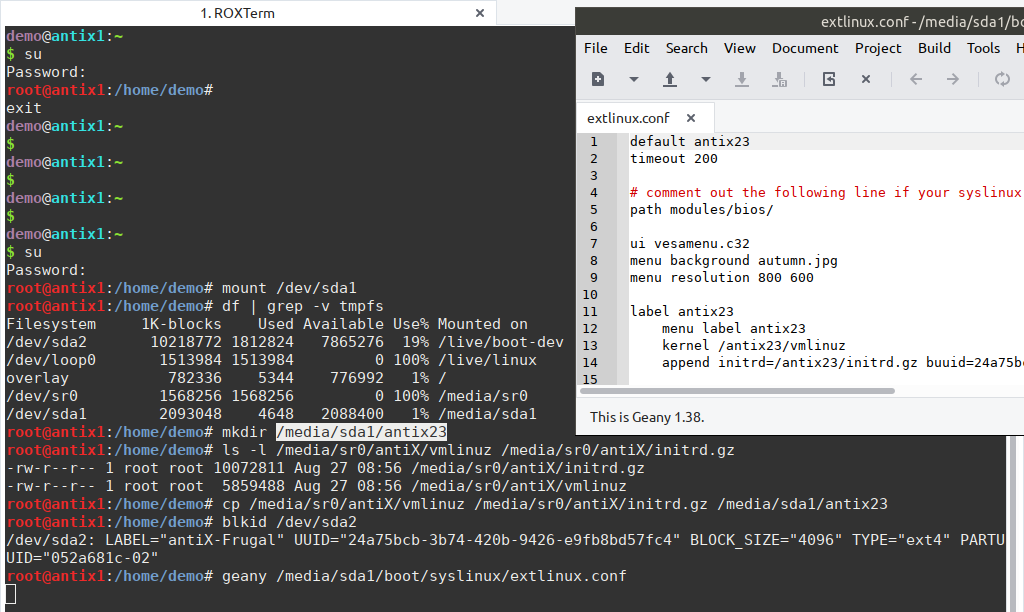 1. ROXTerm
demo@antix1:~
$ su
Password:
root@antix1:/home/demo#
exit
demo@antix1:~
$
demo@antix1:~
$
demo@antix1:~
$
demo@antix1:~
$ su
Password:
root@antix1:/home/demo# mount /dev/sda1
root@antix1:/home/demo# df | grep -v tmpfs
Filesystem     1K-blocks    Used Available Use% Mounted on
/dev/sda2       10218772 1812824   7865276  19% /live/boot-dev
/dev/loop0       1513984 1513984         0 100% /live/linux
overlay           782336    5344    776992   1% /
/dev/sr0         1568256 1568256         0 100% /media/sr0
/dev/sda1        2093048    4648   2088400   1% /media/sda1
root@antix1:/home/demo# mkdir /media/sda1/antix23
root@antix1:/home/demo# ls -l /media/sr0/antiX/vmlinuz /media/sr0/antiX/initrd.gz
-rw-r--r-- 1 root root 10072811 Aug 27 08:56 /media/sr0/antiX/initrd.gz
-rw-r--r-- 1 root root  5859488 Aug 27 08:56 /media/sr0/antiX/vmlinuz
root@antix1:/home/demo# cp /media/sr0/antiX/vmlinuz /media/sr0/antiX/initrd.gz /media/sda1/antix23
root@antix1:/home/demo# blkid /dev/sda2
/dev/sda2: LABEL="antiX-Frugal" UUID="24a75bcb-3b74-420b-9426-e9fb8bd57fc4" BLOCK_SIZE="4096" TYPE="ext4" PARTU
UID="052a681c-02"
root@antix1:/home/demo# geany /media/sda1/boot/syslinux/extlinux.conf
extlinux.conf - /media/sda1/bo
File Edit Search View Document Project Build Tools H
extlinux.conf
1 default antix23
2 timeout 200
3
4 # comment out the following line if your syslinux
5 path modules/bios/
6
7 ui vesamenu.c32
8 menu background autumn.jpg
9 menu resolution 800 600
10
11 label antix23
12     menu label antix23
13     kernel /antix23/vmlinuz
14     append initrd=/antix23/initrd.gz buuid=24a75b
15
This is Geany 1.38.